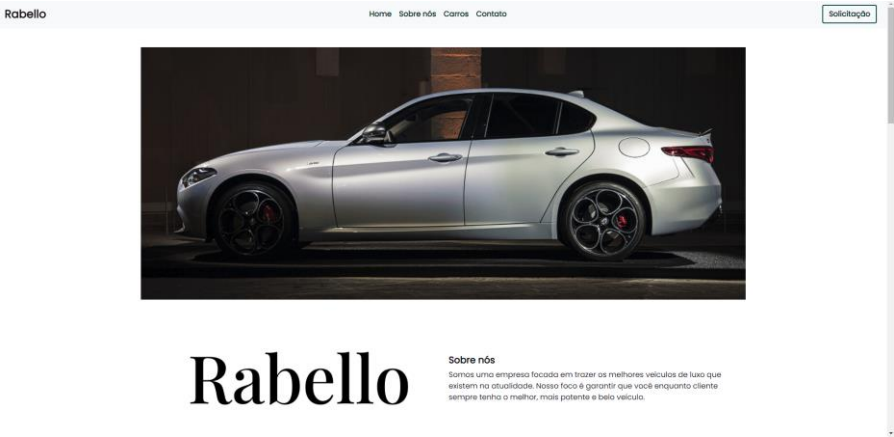 Rabello
Home Sobre nós Carros Contato
Solicitação
Rabello
Sobre nós
Somos uma empresa focada em trazer os melhores veículos de luxo que
existem na atualidade. Nosso foco é garantir que você enquanto cliente
sempre tenha o melhor, mais potente e belo veículo.